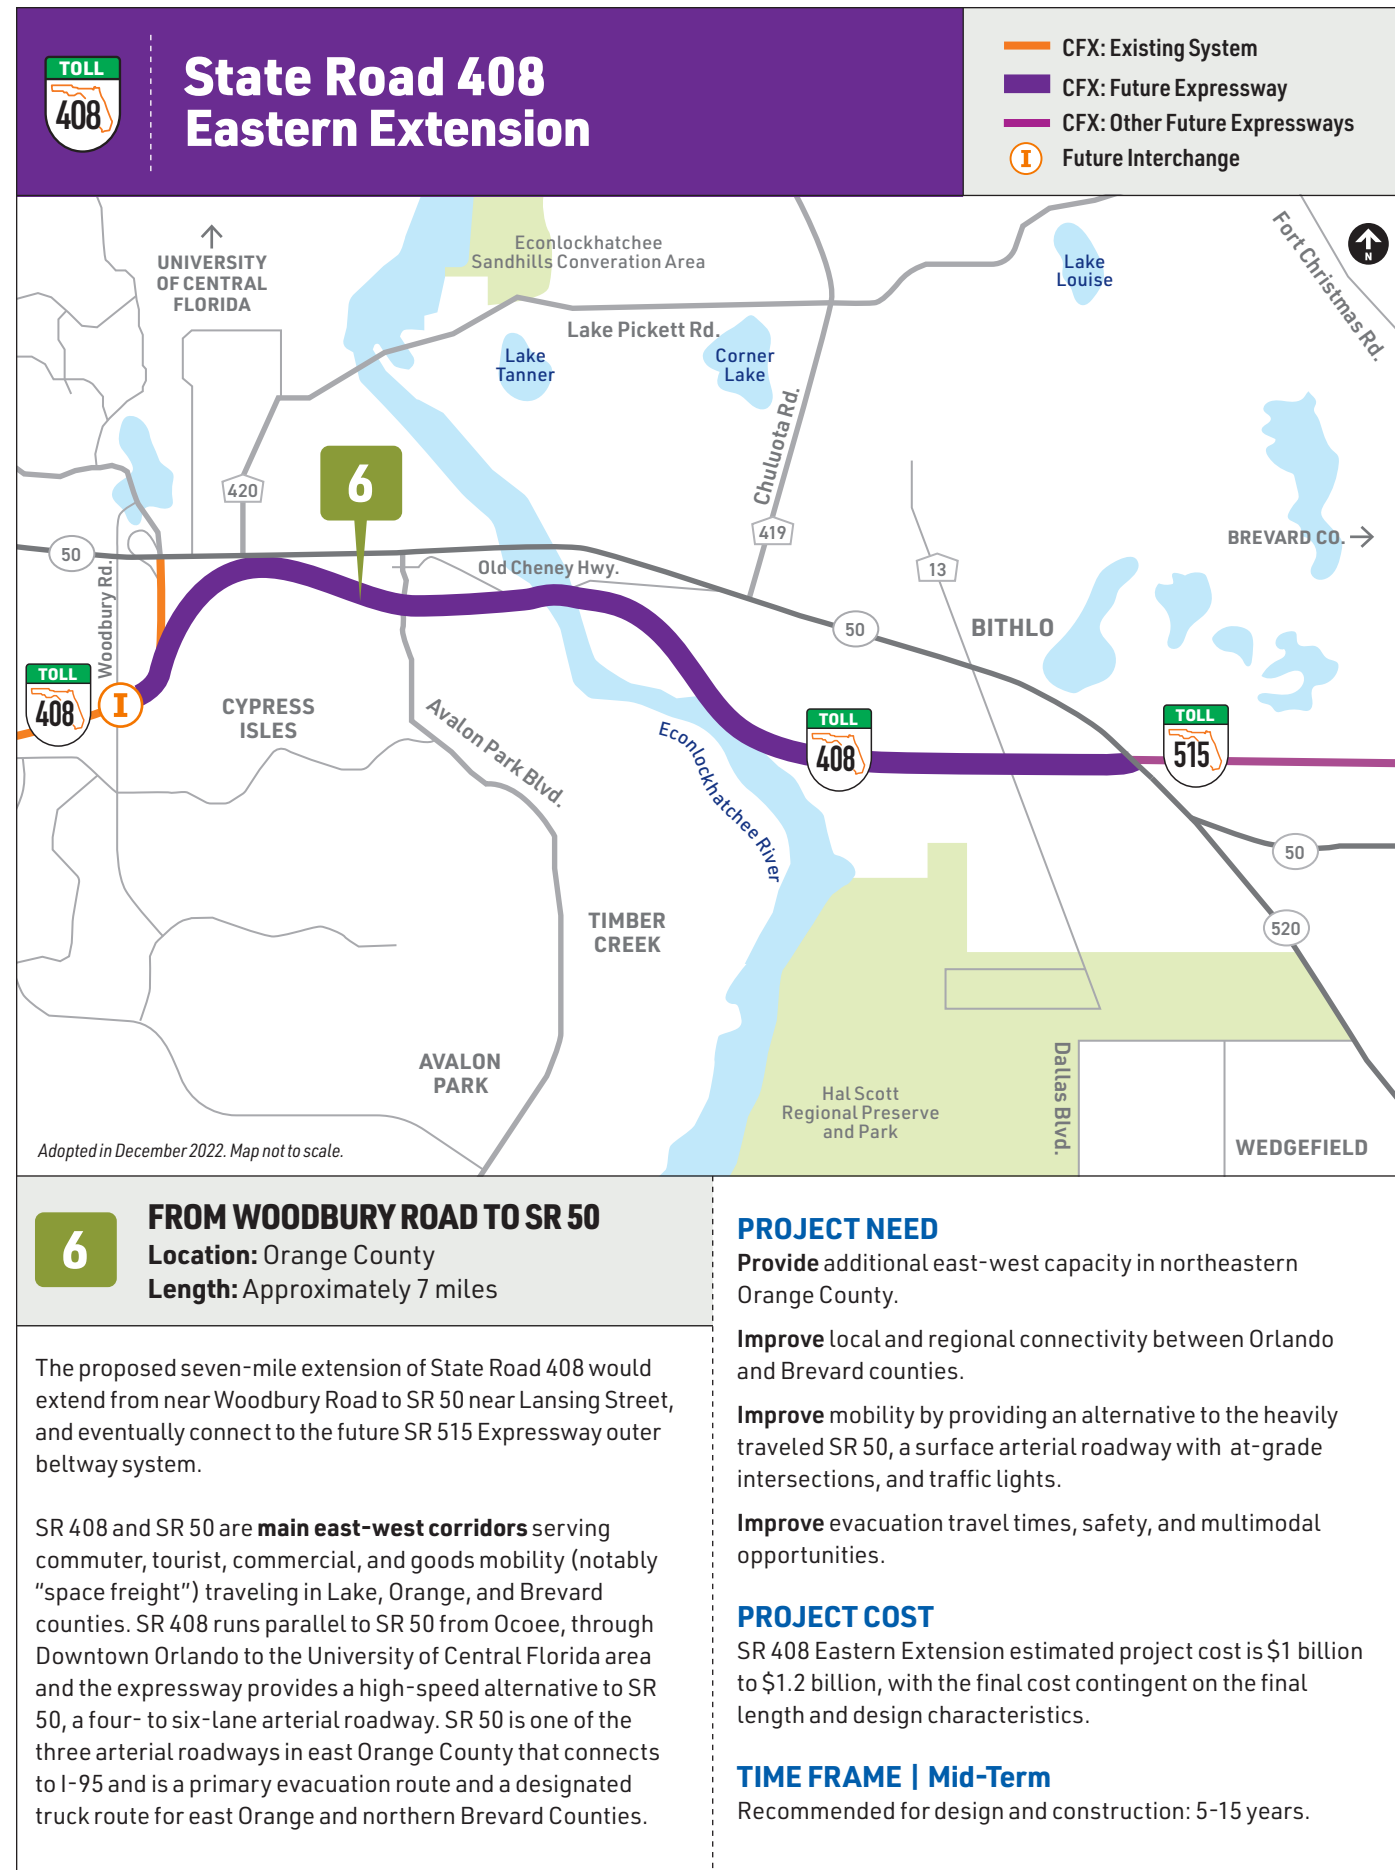 TOLL
408
State Road 408
Eastern Extension
CFX: Existing System
CFX: Future Expressway
CFX: Other Future Expressways
I
Future Interchange
UNIVERSITY
OF CENTRAL
FLORIDA
Econlockhatchee
Sandhills Converation Area
Lake
Louise
Fort Christmas Rd.
N
Lake Pickett Rd.
Lake
Tanner
Corner
Lake
Chuluota Rd.
6
420
419
50
Woodbury Rd.
Old Cheney Hwy.
13
BREVARD CO.
50
BITHLO
TOLL
408
I
CYPRESS
ISLES
Avalon Park Blvd.
Econlockhatchee River
TOLL
408
TOLL
515
50
520
TIMBER
CREEK
AVALON
PARK
Hal Scott
Regional Preserve
and Park
Dallas Blvd.
WEDGEFIELD
Adopted in December 2022. Map not to scale.
6
FROM WOODBURY ROAD TO SR 50
Location: Orange County
Length: Approximately 7 miles
The proposed seven-mile extension of State Road 408 would
extend from near Woodbury Road to SR 50 near Lansing Street,
and eventually connect to the future SR 515 Expressway outer
beltway system.
SR 408 and SR 50 are main east-west corridors serving
commuter, tourist, commercial, and goods mobility (notably
“space freight”) traveling in Lake, Orange, and Brevard
counties. SR 408 runs parallel to SR 50 from Ocoee, through
Downtown Orlando to the University of Central Florida area
and the expressway provides a high-speed alternative to SR
50, a four- to six-lane arterial roadway. SR 50 is one of the
three arterial roadways in east Orange County that connects
to I-95 and is a primary evacuation route and a designated
truck route for east Orange and northern Brevard Counties.
PROJECT NEED
Provide additional east-west capacity in northeastern
Orange County.
Improve local and regional connectivity between Orlando
and Brevard counties.
Improve mobility by providing an alternative to the heavily
traveled SR 50, a surface arterial roadway with at-grade
intersections, and traffic lights.
Improve evacuation travel times, safety, and multimodal
opportunities.
PROJECT COST
SR 408 Eastern Extension estimated project cost is $1 billion
to $1.2 billion, with the final cost contingent on the final
length and design characteristics.
TIME FRAME | Mid-Term
Recommended for design and construction: 5-15 years.